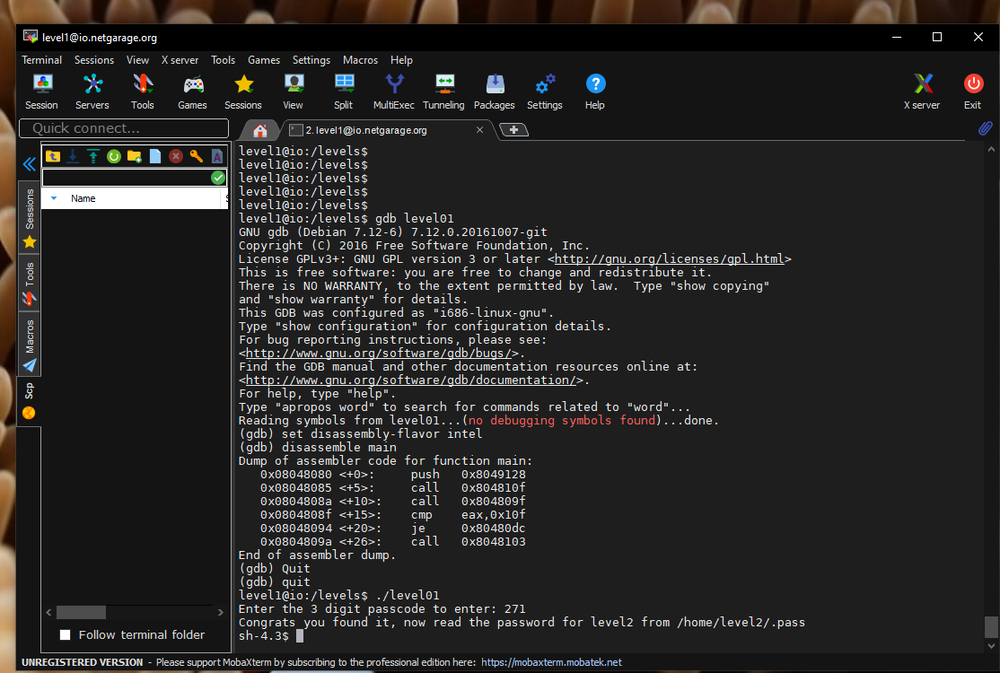 level1@io.netgarage.org
Terminal Sessions View X server Tools Games Settings Macros Help
Session Servers Tools Games Sessions View Split MultiExec Tunneling Packages Settings Help X server Exit
Quick connect...
2. level1@io.netgarage.org
Name
Sessions
Tools
Macros
Scp
level1@io:/levels$
level1@io:/levels$
level1@io:/levels$
level1@io:/levels$
level1@io:/levels$
level1@io:/levels$ gdb level01
GNU gdb (Debian 7.12-6) 7.12.0.20161007-git
Copyright (C) 2016 Free Software Foundation, Inc.
License GPLv3+: GNU GPL version 3 or later <http://gnu.org/licenses/gpl.html>
This is free software: you are free to change and redistribute it.
There is NO WARRANTY, to the extent permitted by law.  Type "show copying"
and "show warranty" for details.
This GDB was configured as "i686-linux-gnu".
Type "show configuration" for configuration details.
For bug reporting instructions, please see:
<http://www.gnu.org/software/gdb/bugs/>.
Find the GDB manual and other documentation resources online at:
<http://www.gnu.org/software/gdb/documentation/>.
For help, type "help".
Type "apropos word" to search for commands related to "word"...
Reading symbols from level01...(no debugging symbols found)...done.
(gdb) set disassembly-flavor intel
(gdb) disassemble main
Dump of assembler code for function main:
   0x08048080 <+0>:     push   0x8049128
   0x08048085 <+5>:     call   0x804810f
   0x0804808a <+10>:    call   0x804809f
   0x0804808f <+15>:    cmp    eax,0x10f
   0x08048094 <+20>:    je     0x80480dc
   0x0804809a <+26>:    call   0x8048103
End of assembler dump.
(gdb) Quit
(gdb) quit
level1@io:/levels$ ./level01
Enter the 3 digit passcode to enter: 271
Congrats you found it, now read the password for level2 from /home/level2/.pass
sh-4.3$
Follow terminal folder
UNREGISTERED VERSION - Please support MobaXterm by subscribing to the professional edition here: https://mobaxterm.mobatek.net